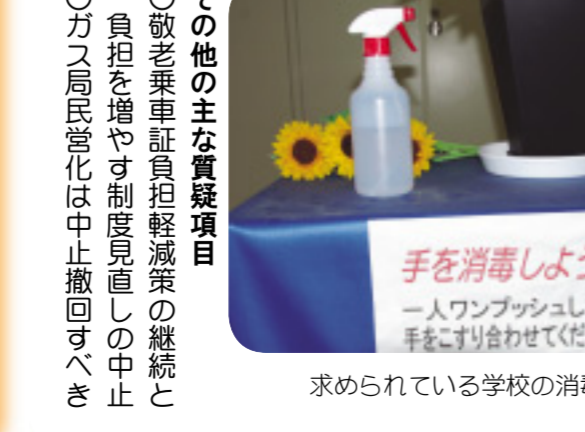 その他の主な質疑項目
○敬老乗車証負担軽減策の継続と
負担を増やす制度見直しの中止
○ガス局民営化は中止撤回すべき
手を消毒しよう
一人ワンプッシュし
手をこすり合わせてくだ
求められている学校の消毒